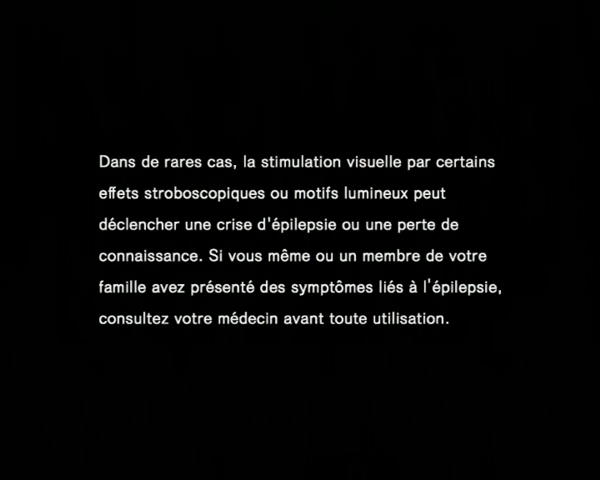 Dans de rares cas, la stimulation visuelle par certains
effets stroboscopiques ou motifs lumineux peut
déclencher une crise d'épilepsie ou une perte de
connaissance. Si vous même ou un membre de votre
famille avez présenté des symptômes liés à l'épilepsie,
consultez votre médecin avant toute utilisation.